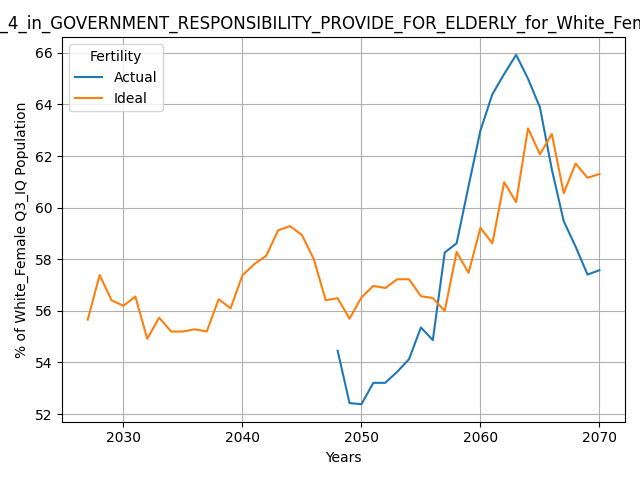 _4_in_GOVERNMENT_RESPONSIBILITY_PROVIDE_FOR_ELDERLY_for_White_Fem
Fertility
Actual
Ideal
% of White_Female Q3_IQ Population
66
64
62
60
58
56
54
52
2030
2040
2050
2060
2070
Years